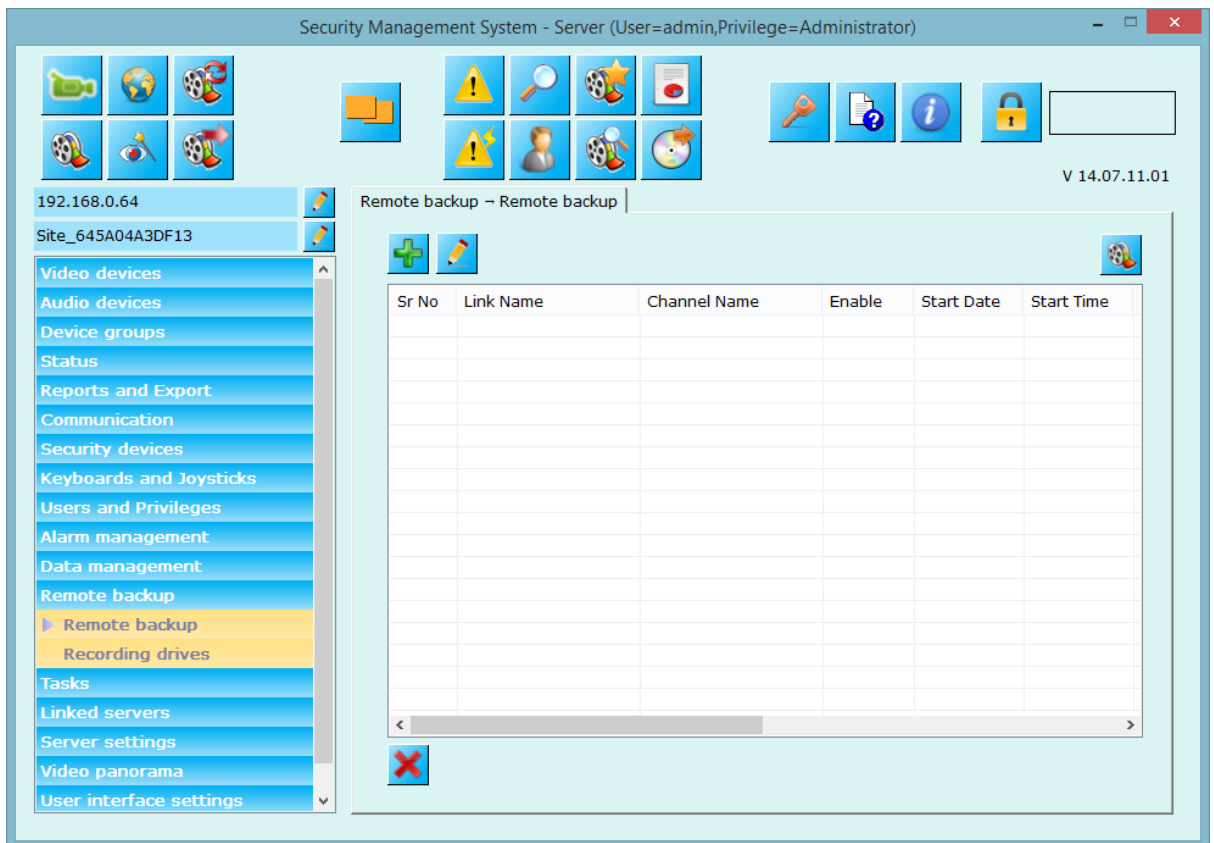 Security Management System - Server (User=admin,Privilege=Administrator)
V 14.07.11.01
192.168.0.64
Site_645A04A3DF13
Video devices
Audio devices
Device groups
Status
Reports and Export
Communication
Security devices
Keyboards and Joysticks
Users and Privileges
Alarm management
Data management
Remote backup
Remote backup
Recording drives
Tasks
Linked servers
Server settings
Video panorama
User interface settings
Remote backup → Remote backup
Sr No Link Name Channel Name Enable Start Date Start Time